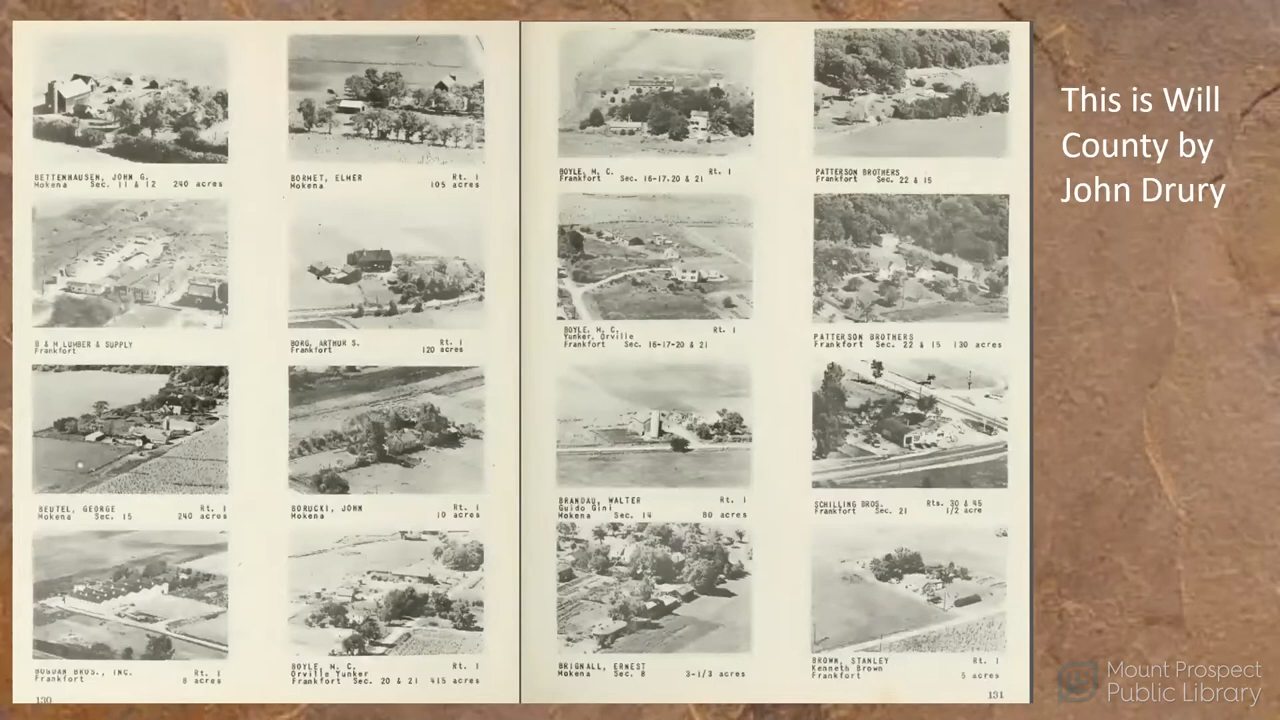 BETTENHAUSEN, JOHN G.
Mokena Sec. 11 & 12 240 acres
BORMET, ELMER Rt. 1
Mokena 105 acres
B & H LUMBER & SUPPLY
Frankfort
BORG, ARTHUR S. Rt. 1
Frankfort 120 acres
BEUTEL, GEORGE Rt. 1
Mokena Sec. 15 240 acres
BORUCKI, JOHN Rt. 1
Mokena 10 acres
BOGDAN BROS., INC. Rt. 1
Frankfort 8 acres
BOYLE, M. C. Rt. 1
Orville Yunker
Frankfort Sec. 20 & 21 415 acres
130
BOYLE, M. C. Rt. 1
Frankfort Sec. 16-17-20 & 21
PATTERSON BROTHERS
Frankfort Sec. 22 & 15
BOYLE, M. C. Rt. 1
Yunker, Orville
Frankfort Sec. 16-17-20 & 21
PATTERSON BROTHERS
Frankfort Sec. 22 & 15 130 acres
BRANDAU, WALTER Rt. 1
Guido Gini
Mokena Sec. 14 80 acres
SCHILLING BROS. Rts. 30 & 45
Frankfort Sec. 21 1/2 acre
BRIGNALL, ERNEST
Mokena Sec. 8 3-1/3 acres
BROWN, STANLEY Rt. 1
Kenneth Brown
Frankfort 5 acres
131
This is Will
County by
John Drury
Mount Prospect
Public Library